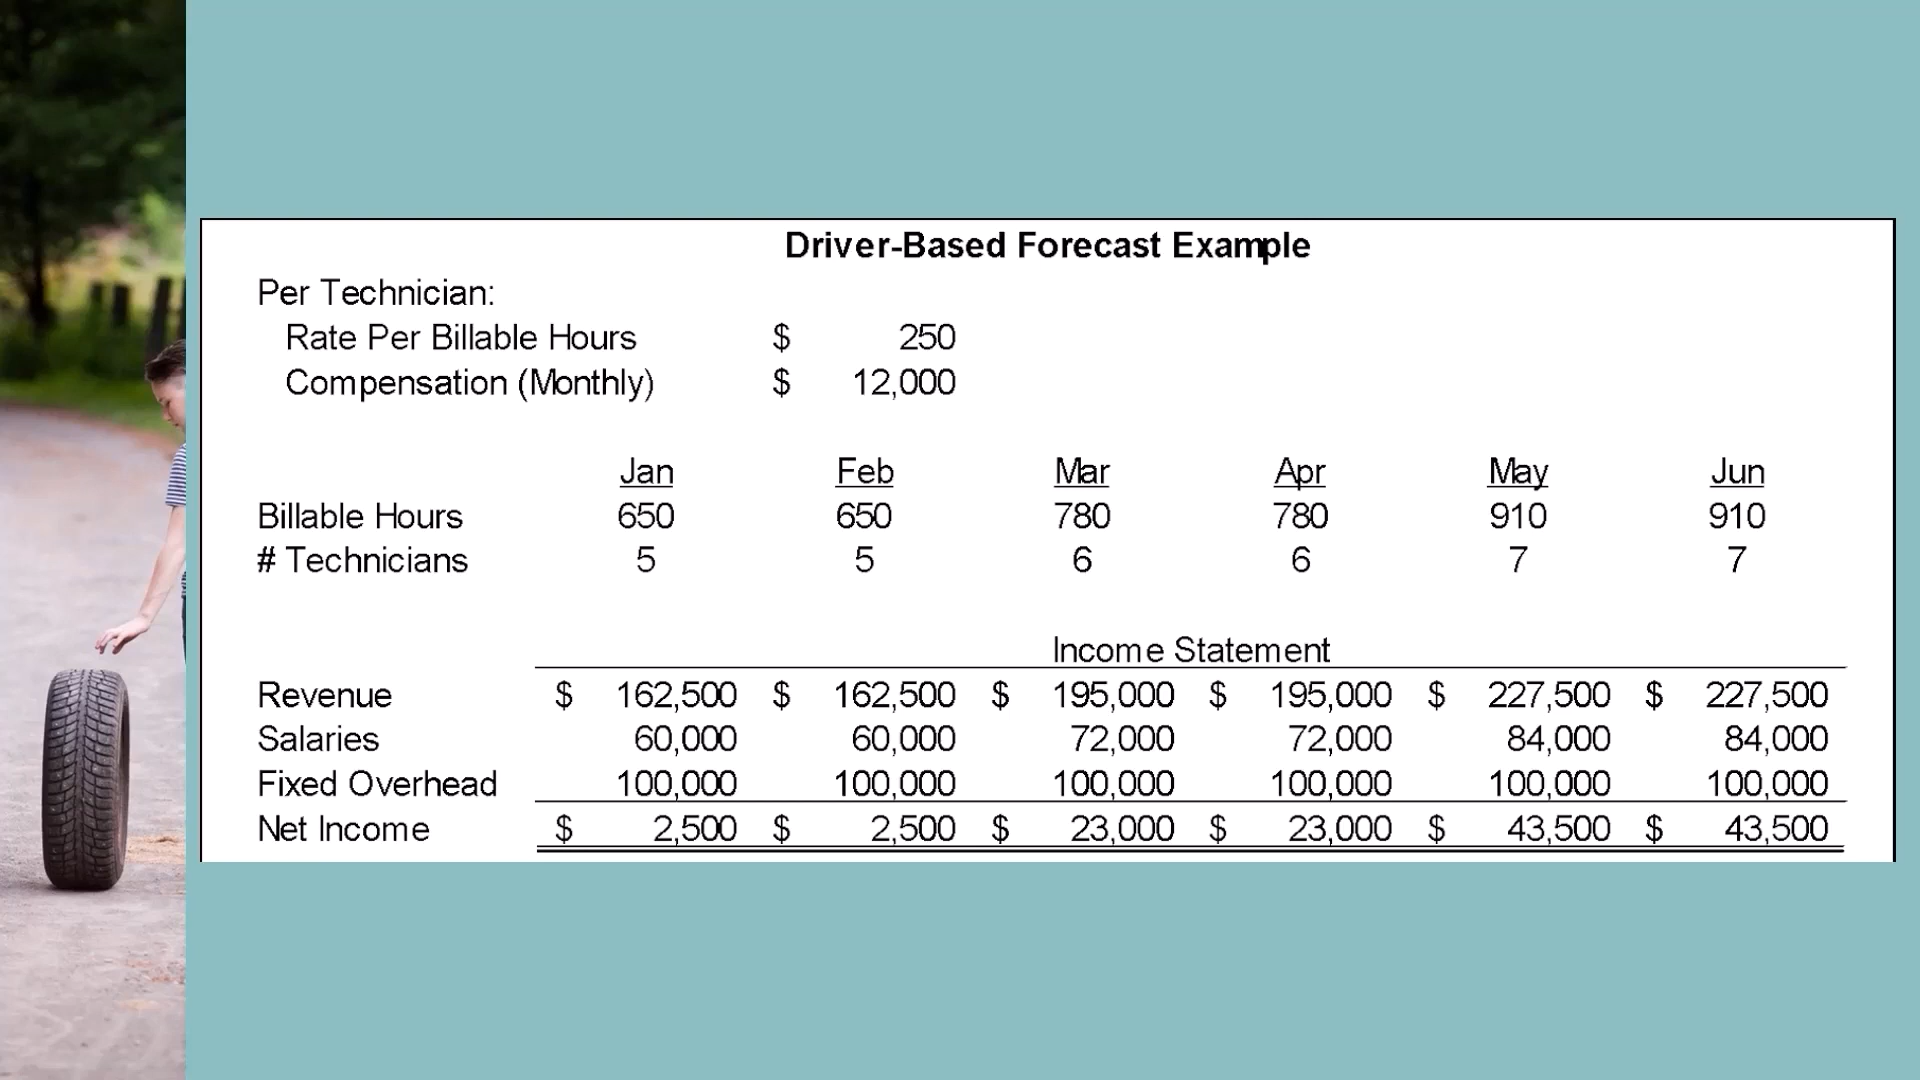 Driver-Based Forecast Example
Per Technician:
Rate Per Billable Hours $ 250
Compensation (Monthly) $ 12,000
Jan Feb Mar Apr May Jun
Billable Hours 650 650 780 780 910 910
# Technicians 5 5 6 6 7 7
Income Statement
Revenue $ 162,500 $ 162,500 $ 195,000 $ 195,000 $ 227,500 $ 227,500
Salaries 60,000 60,000 72,000 72,000 84,000 84,000
Fixed Overhead 100,000 100,000 100,000 100,000 100,000 100,000
Net Income $ 2,500 $ 2,500 $ 23,000 $ 23,000 $ 43,500 $ 43,500